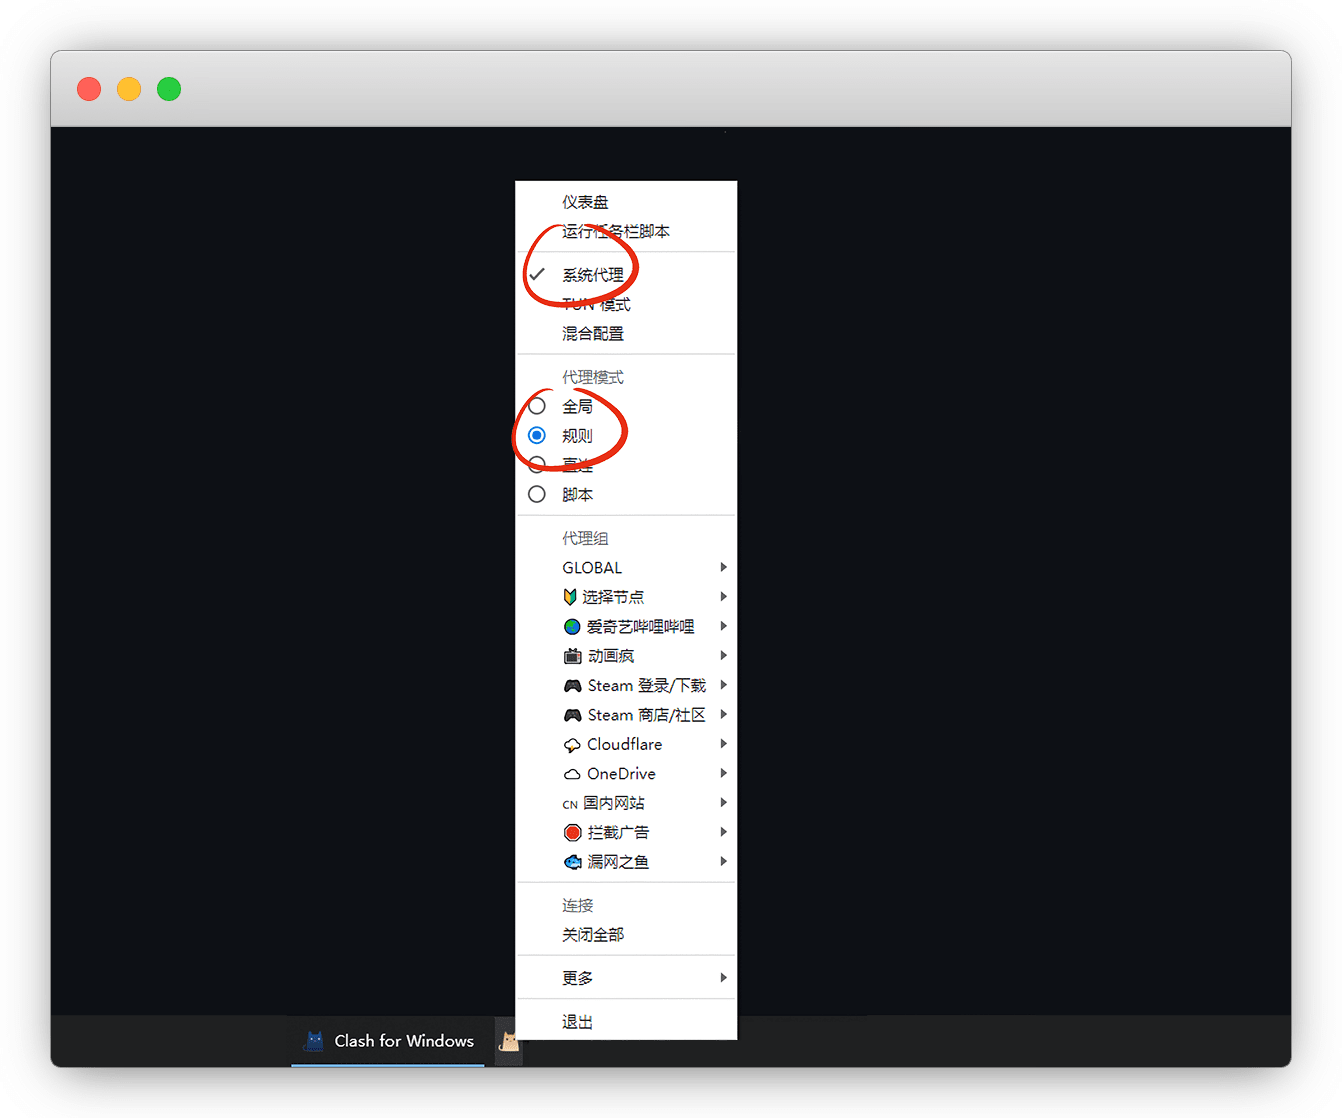 仪表盘
运行任务栏脚本
系统代理
TUN 模式
混合配置
代理模式
全局
规则
直连
脚本
代理组
GLOBAL
选择节点
爱奇艺哔哩哔哩
动画疯
Steam 登录/下载
Steam 商店/社区
Cloudflare
OneDrive
CN 国内网站
拦截广告
漏网之鱼
连接
关闭全部
更多
退出
Clash for Windows